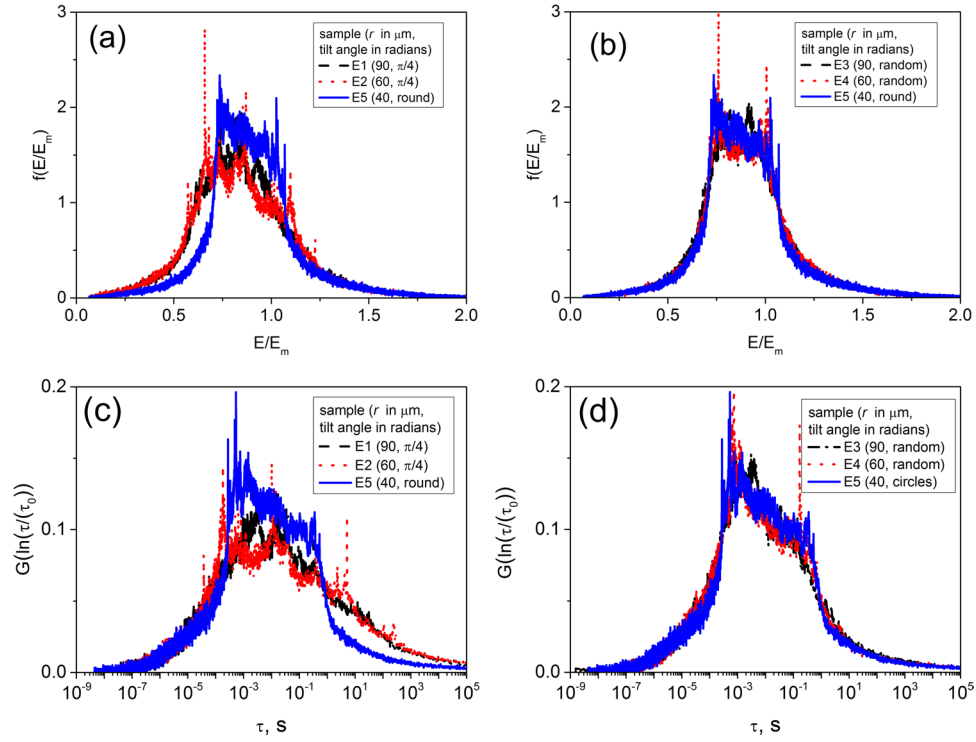 (a)
sample (r in μm,
tilt angle in radians)
E1 (90, π/4)
E2 (60, π/4)
E5 (40, round)
f(E/Em)
3
2
1
0
0.0 0.5 1.0 1.5 2.0
E/Em
(b)
sample (r in μm,
tilt angle in radians)
E3 (90, random)
E4 (60, random)
E5 (40, round)
f(E/Em)
3
2
1
0
0.0 0.5 1.0 1.5 2.0
E/Em
(c)
sample (r in μm,
tilt angle in radians)
E1 (90, π/4)
E2 (60, π/4)
E5 (40, round)
G(ln(τ/(τ0))
0.2
0.1
0.0
10-9 10-7 10-5 10-3 10-1 101 103 105
τ, s
(d)
sample (r in μm,
tilt angle in radians)
E3 (90, random)
E4 (60, random)
E5 (40, circles)
G(ln(τ/(τ0))
0.2
0.1
0.0
10-9 10-7 10-5 10-3 10-1 101 103 105
τ, s